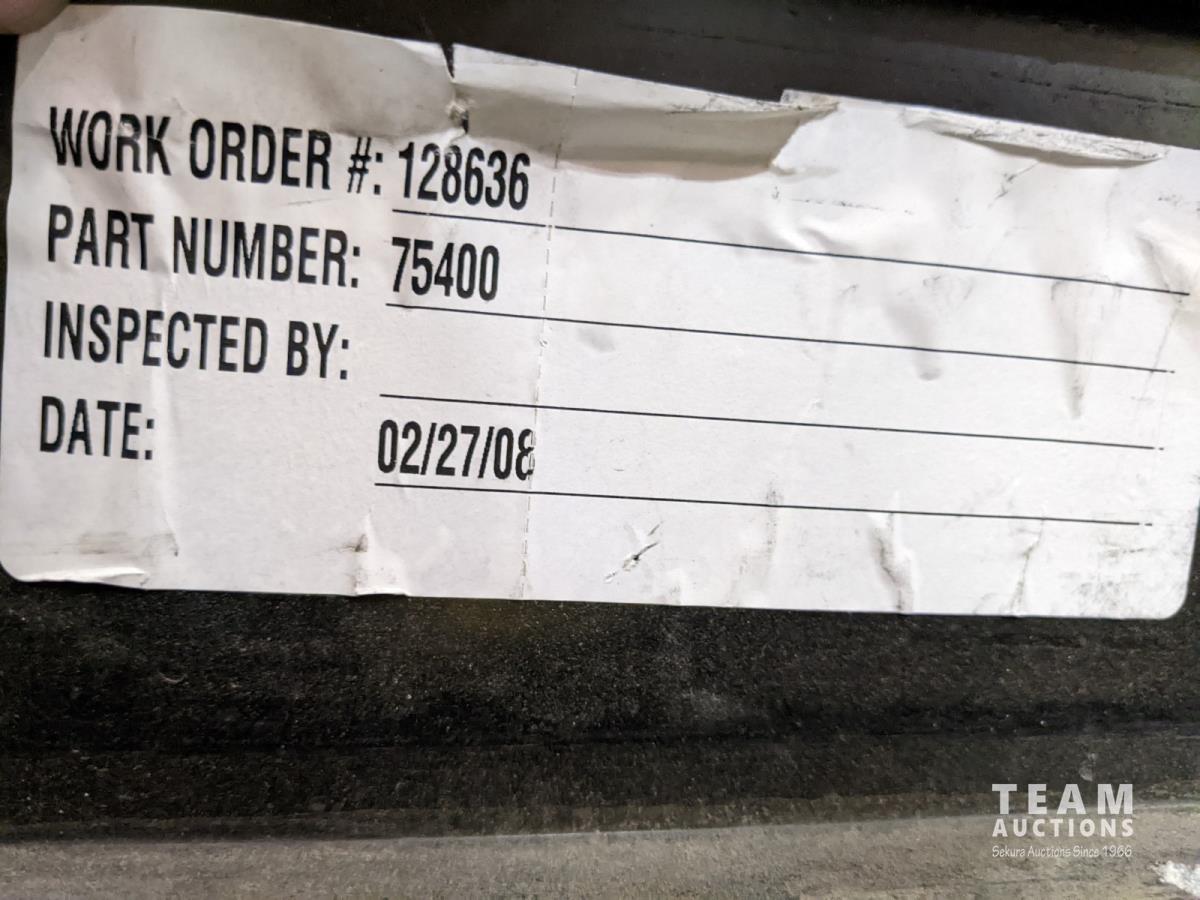 WORK ORDER #: 128636
PART NUMBER: 75400
INSPECTED BY:
DATE: 02/27/08
TEAM
AUCTIONS
Sekura Auctions Since 1966